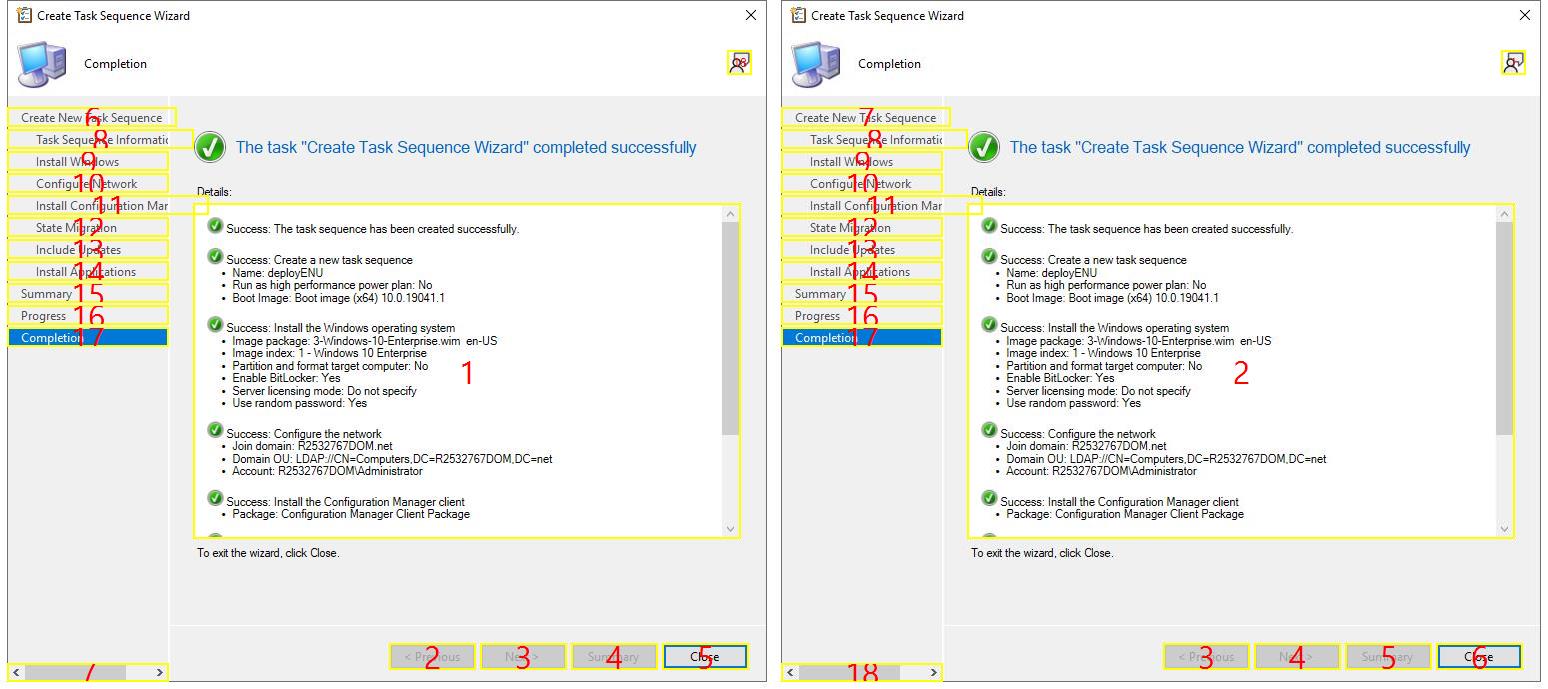 Create Task Sequence Wizard
Completion
Create New Task Sequence
Task Sequence Informatic
Install Windows
Configure Network
Install Configuration Mar
State Migration
Include Updates
Install Applications
Summary
Progress
Completion
6
8
9
10
11
12
13
14
15
16
17
7
The task "Create Task Sequence Wizard" completed successfully
Details:
Success: The task sequence has been created successfully.
Success: Create a new task sequence
• Name: deployENU
• Run as high performance power plan: No
• Boot Image: Boot image (x64) 10.0.19041.1
Success: Install the Windows operating system
• Image package: 3-Windows-10-Enterprise.wim en-US
• Image index: 1 - Windows 10 Enterprise
• Partition and format target computer: No
• Enable BitLocker: Yes
• Server licensing mode: Do not specify
• Use random password: Yes
1
Success: Configure the network
• Join domain: R2532767DOM.net
• Domain OU: LDAP://CN=Computers,DC=R2532767DOM,DC=net
• Account: R2532767DOM\Administrator
Success: Install the Configuration Manager client
• Package: Configuration Manager Client Package
To exit the wizard, click Close.
< Previous
Next >
Summary
Close
2
3
4
5
Create Task Sequence Wizard
Completion
Create New Task Sequence
Task Sequence Informatic
Install Windows
Configure Network
Install Configuration Mar
State Migration
Include Updates
Install Applications
Summary
Progress
Completion
7
8
9
10
11
12
13
14
15
16
17
18
The task "Create Task Sequence Wizard" completed successfully
Details:
Success: The task sequence has been created successfully.
Success: Create a new task sequence
• Name: deployENU
• Run as high performance power plan: No
• Boot Image: Boot image (x64) 10.0.19041.1
Success: Install the Windows operating system
• Image package: 3-Windows-10-Enterprise.wim en-US
• Image index: 1 - Windows 10 Enterprise
• Partition and format target computer: No
• Enable BitLocker: Yes
• Server licensing mode: Do not specify
• Use random password: Yes
2
Success: Configure the network
• Join domain: R2532767DOM.net
• Domain OU: LDAP://CN=Computers,DC=R2532767DOM,DC=net
• Account: R2532767DOM\Administrator
Success: Install the Configuration Manager client
• Package: Configuration Manager Client Package
To exit the wizard, click Close.
< Previous
Next >
Summary
Close
3
4
5
6